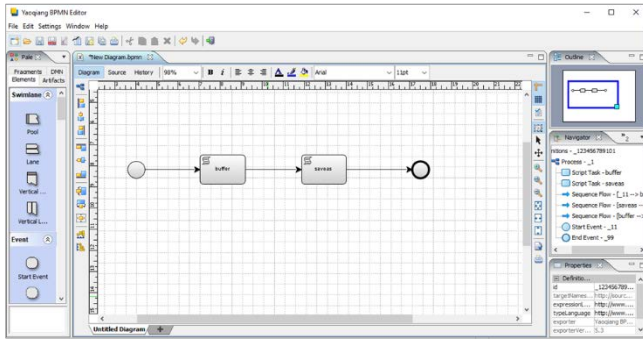 Yaoqiang BPMN Editor
File Edit Settings Window Help
*New Diagram.bpmn
Outline
Fragments DMN
Elements Artifacts
Diagram Source History 98% B I Arial 11pt
Swimlane
Pool
Lane
Vertical ...
Vertical L...
Event
Start Event
buffer
saveas
Untitled Diagram
Navigator
nitions - _123456789101
Process - _1
Script Task - buffer
Script Task - saveas
Sequence Flow - [_11 --> b
Sequence Flow - [saveas --
Sequence Flow - [buffer --
Start Event - _11
End Event - _99
Properties
Definitio...
id _123456789...
targetNames... http://sourc...
expressionL... http://www....
typeLanguage http://www....
exporter Yaoqiang BP...
exporterVer... 5.3